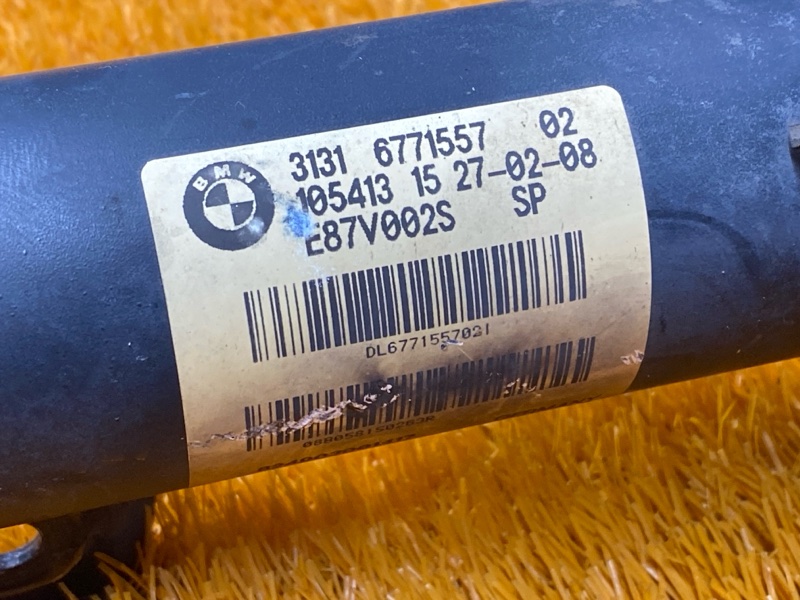 BMW
3131 6771557 02
105413 15 27-02-08
E87V002S SP
DL677155702I